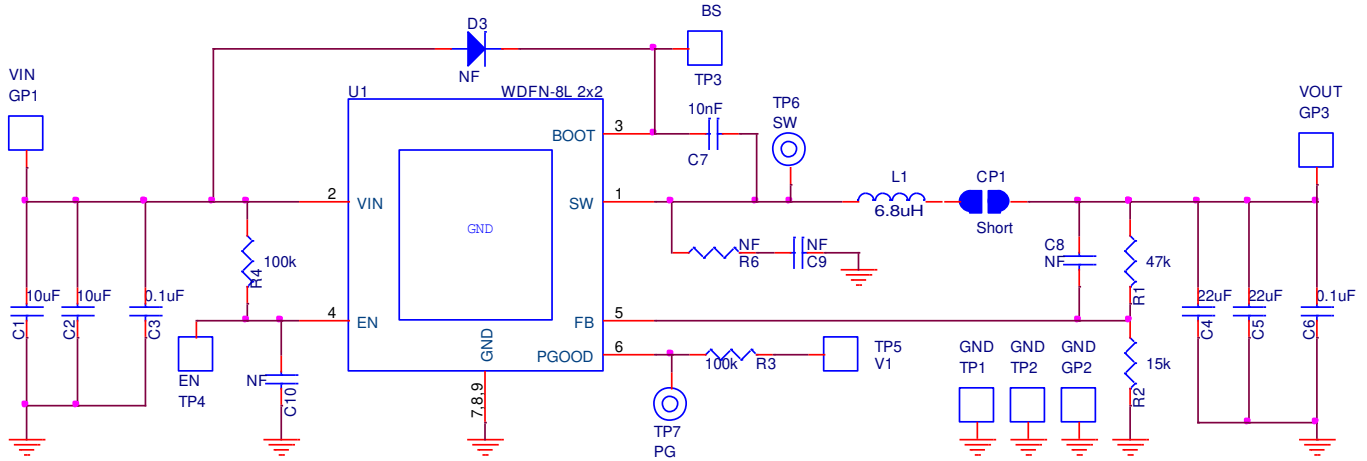 VIN
GP1
D3
NF
BS
TP3
U1
WDFN-8L 2x2
VIN
2
EN
4
GND
GND
7,8,9
BOOT
3
SW
1
FB
5
PGOOD
6
10nF
C7
TP6
SW
L1
6.8uH
CP1
Short
VOUT
GP3
NF
R6
NF
C9
C8
NF
47k
R1
15k
R2
22uF
C4
22uF
C5
0.1uF
C6
10uF
C1
10uF
C2
0.1uF
C3
100k
R4
EN
TP4
NF
C10
100k
R3
TP5
V1
TP7
PG
GND
TP1
GND
TP2
GND
GP2